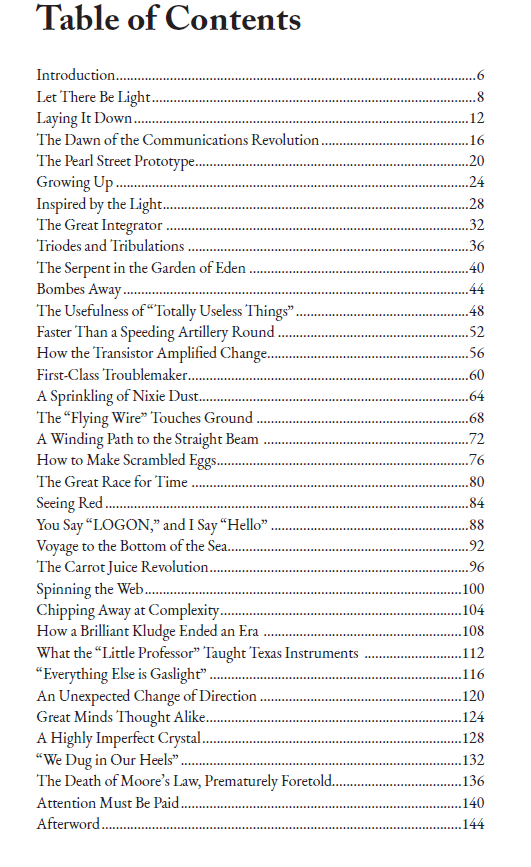 Table of Contents
Introduction....................................................................................................6
Let There Be Light..........................................................................................8
Laying It Down.............................................................................................12
The Dawn of the Communications Revolution.........................................16
The Pearl Street Prototype............................................................................20
Growing Up..................................................................................................24
Inspired by the Light.....................................................................................28
The Great Integrator....................................................................................32
Triodes and Tribulations..............................................................................36
The Serpent in the Garden of Eden.............................................................40
Bombes Away................................................................................................44
The Usefulness of “Totally Useless Things”................................................48
Faster Than a Speeding Artillery Round.....................................................52
How the Transistor Amplified Change........................................................56
First-Class Troublemaker..............................................................................60
A Sprinkling of Nixie Dust...........................................................................64
The “Flying Wire” Touches Ground...........................................................68
A Winding Path to the Straight Beam.........................................................72
How to Make Scrambled Eggs......................................................................76
The Great Race for Time..............................................................................80
Seeing Red.....................................................................................................84
You Say “LOGON,” and I Say “Hello”.......................................................88
Voyage to the Bottom of the Sea...................................................................92
The Carrot Juice Revolution........................................................................96
Spinning the Web........................................................................................100
Chipping Away at Complexity...................................................................104
How a Brilliant Kludge Ended an Era.......................................................108
What the “Little Professor” Taught Texas Instruments...........................112
“Everything Else is Gaslight”......................................................................116
An Unexpected Change of Direction........................................................120
Great Minds Thought Alike.......................................................................124
A Highly Imperfect Crystal........................................................................128
“We Dug in Our Heels”..............................................................................132
The Death of Moore’s Law, Prematurely Foretold....................................136
Attention Must Be Paid..............................................................................140
Afterword....................................................................................................144